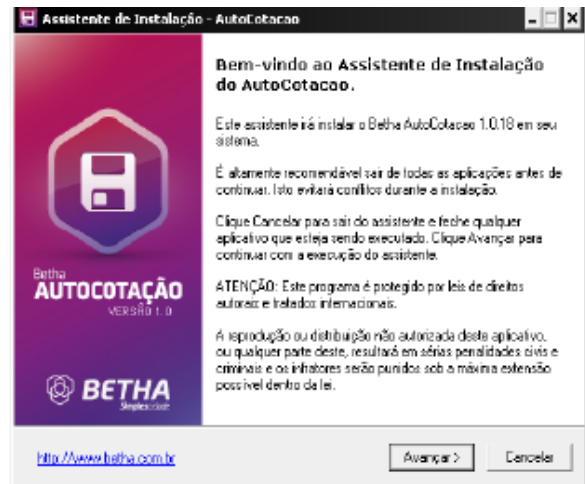 Assistente de Instalação - AutoCotacao
Bem-vindo ao Assistente de Instalação
do AutoCotacao.
Este assistente irá instalar o Betha AutoCotacao 1.0.18 em seu
sistema.
É altamente recomendável sair de todas as aplicações antes de
continuar. Isto evitará conflitos durante a instalação.
Clique Cancelar para sair do assistente e feche qualquer
aplicativo que esteja sendo executado. Clique Avançar para
continuar com a execução do assistente.
ATENÇÃO: Este programa é protegido por leis de direitos
autorais e tratados internacionais.
A reprodução ou distribuição não autorizada deste aplicativo,
ou qualquer parte deste, resultará em sérias penalidades civis e
criminais e os infratores serão punidos sob a máxima extensão
possível dentro da lei.
Betha
AUTOCOTAÇÃO
VERSÃO 1.0
BETHA
Simplescidade
http://www.betha.com.br
Avançar >
Cancelar